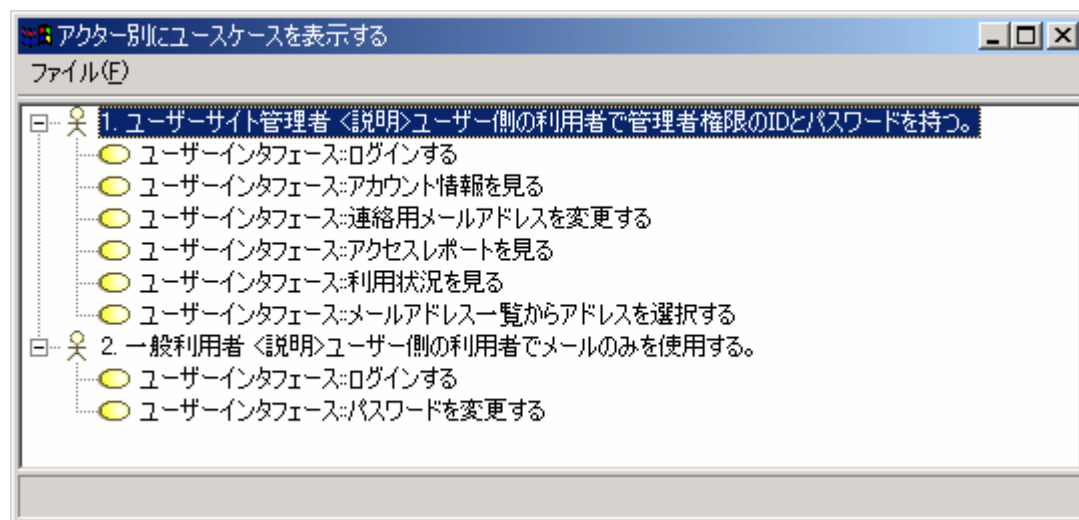 アクター別にユースケースを表示する
ファイル(F)
1. ユーザーサイト管理者 <説明>ユーザー側の利用者で管理者権限のIDとパスワードを持つ。
ユーザーインタフェース::ログインする
ユーザーインタフェース::アカウント情報を見る
ユーザーインタフェース::連絡用メールアドレスを変更する
ユーザーインタフェース::アクセスレポートを見る
ユーザーインタフェース::利用状況を見る
ユーザーインタフェース::メールアドレス一覧からアドレスを選択する
2. 一般利用者 <説明>ユーザー側の利用者でメールのみを使用する。
ユーザーインタフェース::ログインする
ユーザーインタフェース::パスワードを変更する